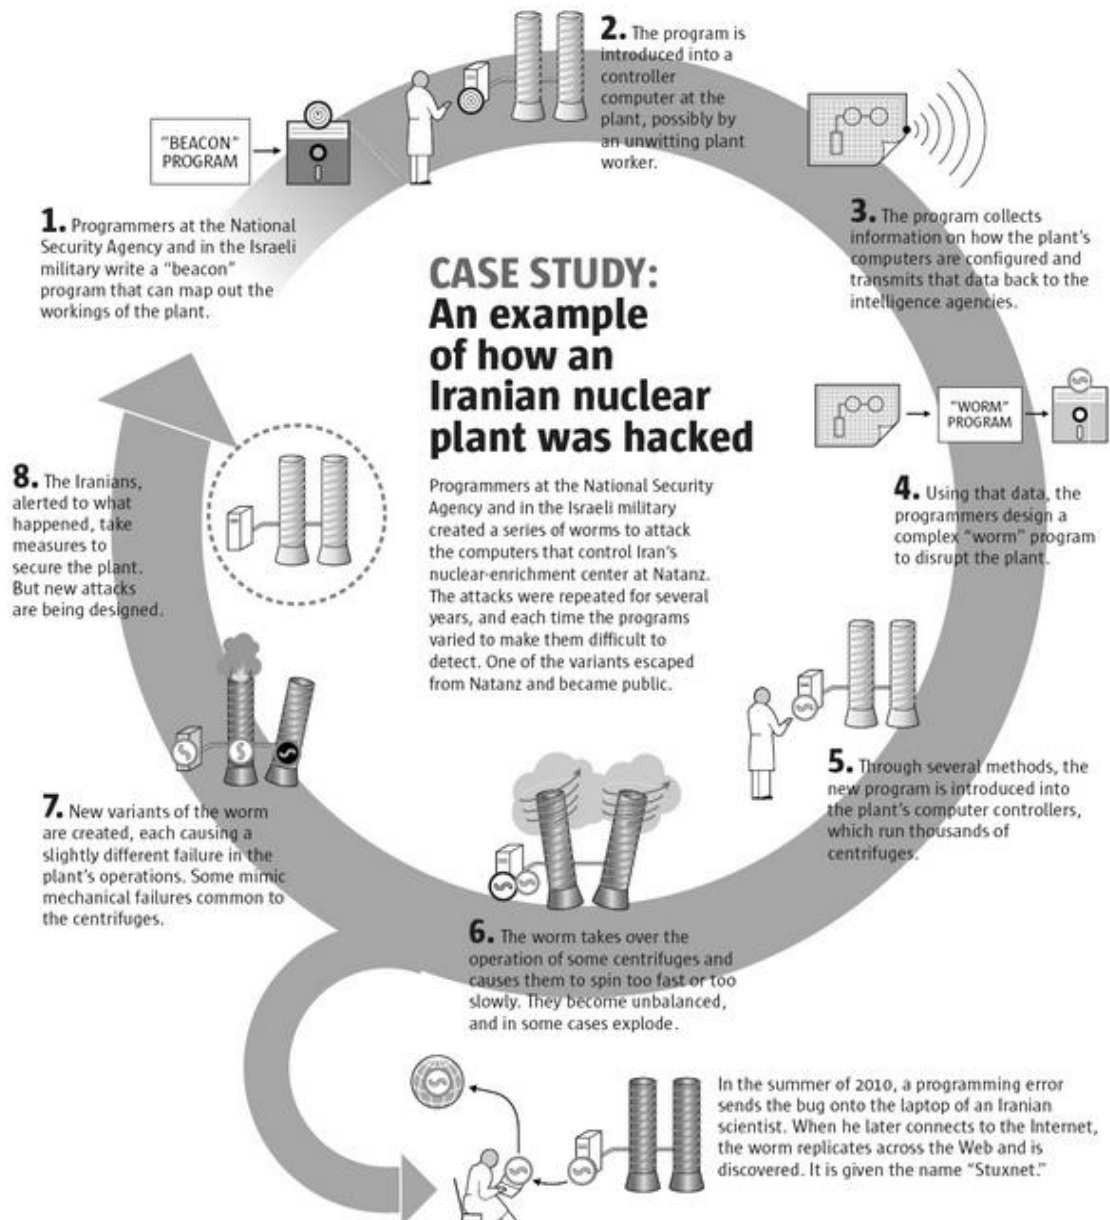 "BEACON"
PROGRAM
1. Programmers at the National
Security Agency and in the Israeli
military write a "beacon"
program that can map out the
workings of the plant.
2. The program is
introduced into a
controller
computer at the
plant, possibly by
an unwitting plant
worker.
3. The program collects
information on how the plant's
computers are configured and
transmits that data back to the
intelligence agencies.
CASE STUDY:
An example
of how an
Iranian nuclear
plant was hacked
Programmers at the National Security
Agency and in the Israeli military
created a series of worms to attack
the computers that control Iran's
nuclear-enrichment center at Natanz.
The attacks were repeated for several
years, and each time the programs
varied to make them difficult to
detect. One of the variants escaped
from Natanz and became public.
"WORM"
PROGRAM
4. Using that data, the
programmers design a
complex "worm" program
to disrupt the plant.
5. Through several methods, the
new program is introduced into
the plant's computer controllers,
which run thousands of
centrifuges.
6. The worm takes over the
operation of some centrifuges and
causes them to spin too fast or too
slowly. They become unbalanced,
and in some cases explode.
7. New variants of the worm
are created, each causing a
slightly different failure in the
plant's operations. Some mimic
mechanical failures common to
the centrifuges.
8. The Iranians,
alerted to what
happened, take
measures to
secure the plant.
But new attacks
are being designed.
In the summer of 2010, a programming error
sends the bug onto the laptop of an Iranian
scientist. When he later connects to the Internet,
the worm replicates across the Web and is
discovered. It is given the name "Stuxnet."